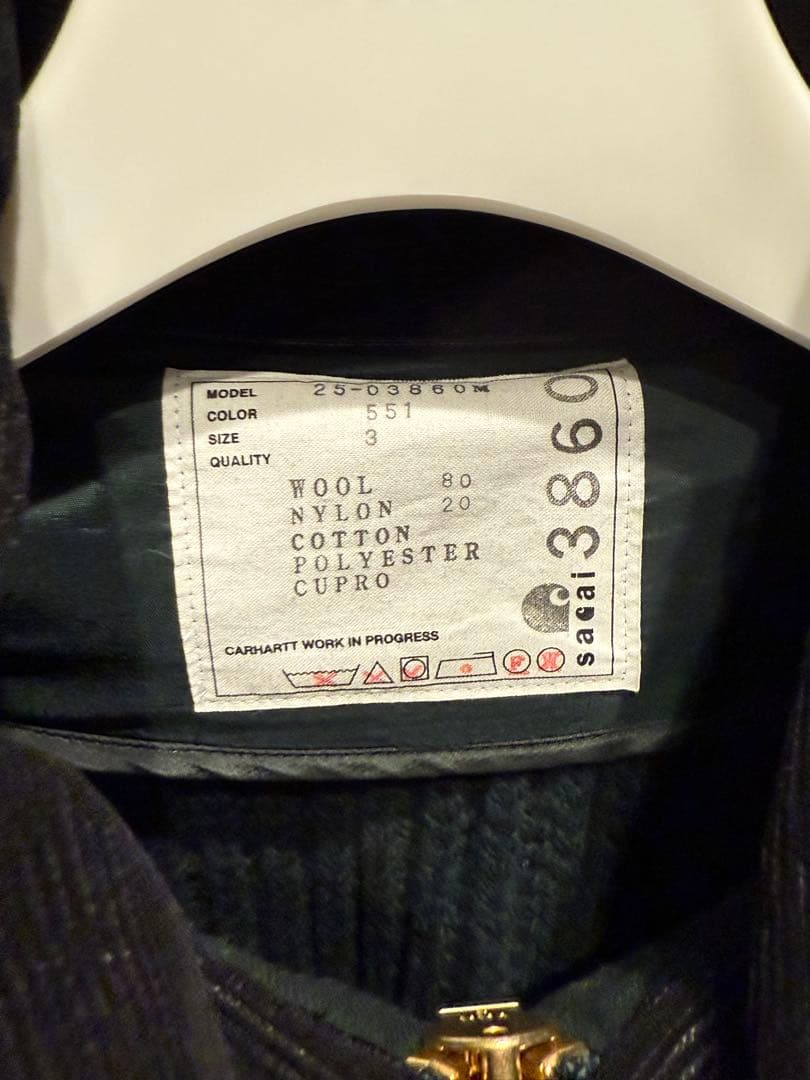 MODEL 25-03860M
COLOR 551
SIZE 3
QUALITY
WOOL 80
NYLON 20
COTTON
POLYESTER
CUPRO
CARHARTT WORK IN PROGRESS
F W
sacai 3860